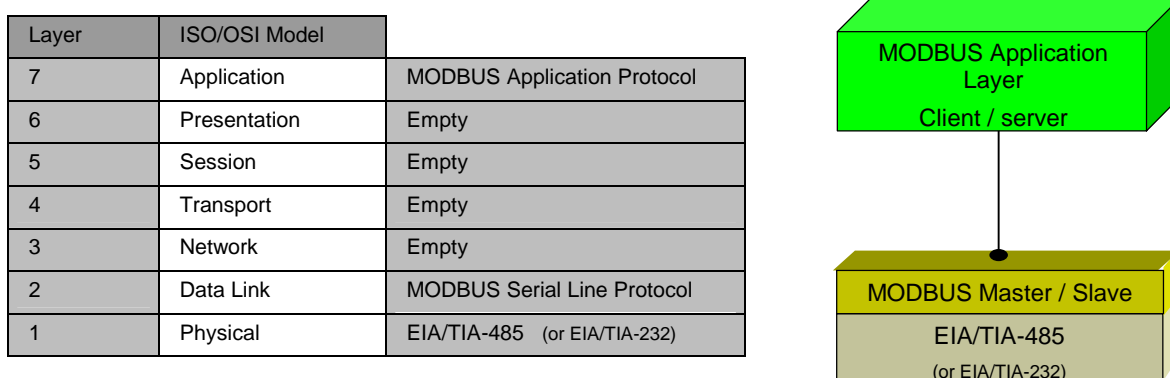 Layer ISO/OSI Model
7 Application MODBUS Application Protocol
6 Presentation Empty
5 Session Empty
4 Transport Empty
3 Network Empty
2 Data Link MODBUS Serial Line Protocol
1 Physical EIA/TIA-485 (or EIA/TIA-232)
MODBUS Application
Layer
Client / server
MODBUS Master / Slave
EIA/TIA-485
(or EIA/TIA-232)